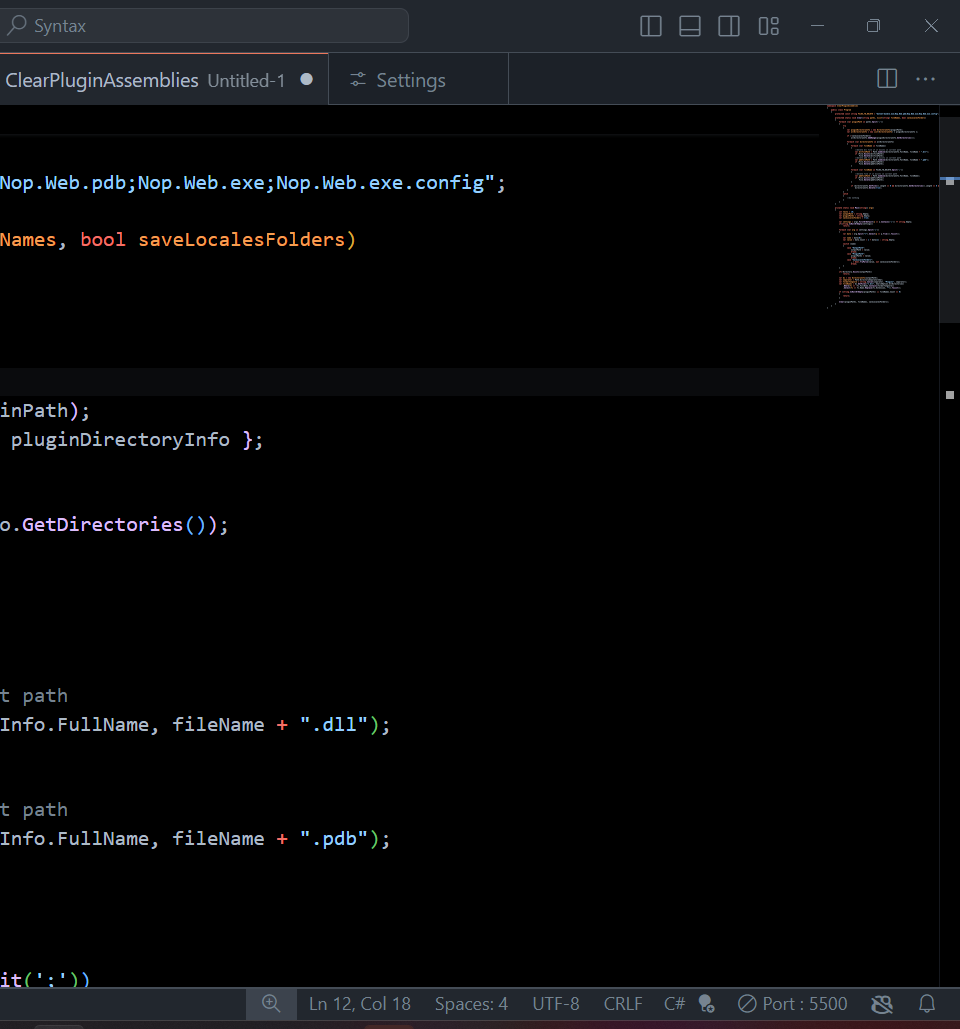 Syntax
ClearPluginAssemblies Untitled-1
Settings
Nop.Web.pdb;Nop.Web.exe;Nop.Web.exe.config";
Names, bool saveLocalesFolders)
inPath);
pluginDirectoryInfo };
o.GetDirectories());
t path
Info.FullName, fileName + ".dll");
t path
Info.FullName, fileName + ".pdb");
it(';'))
Ln 12, Col 18 Spaces: 4 UTF-8 CRLF C# Port : 5500